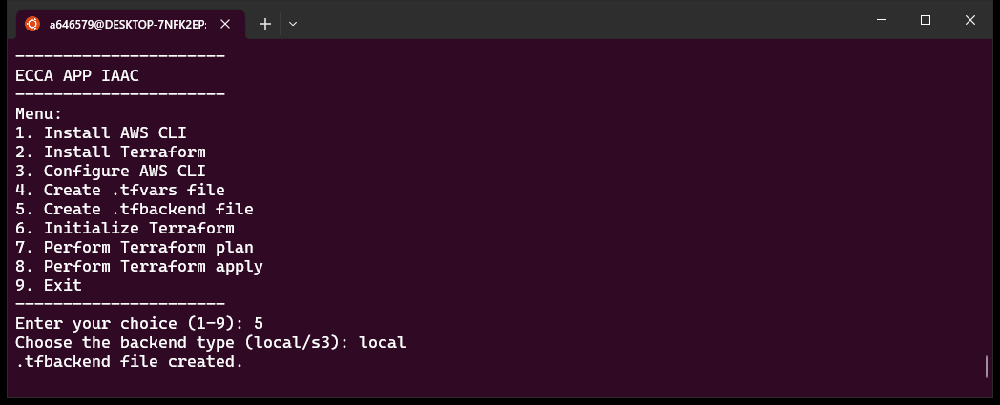 a646579@DESKTOP-7NFK2EP:
----------------------
ECCA APP IAAC
----------------------
Menu:
1. Install AWS CLI
2. Install Terraform
3. Configure AWS CLI
4. Create .tfvars file
5. Create .tfbackend file
6. Initialize Terraform
7. Perform Terraform plan
8. Perform Terraform apply
9. Exit
----------------------
Enter your choice (1-9): 5
Choose the backend type (local/s3): local
.tfbackend file created.